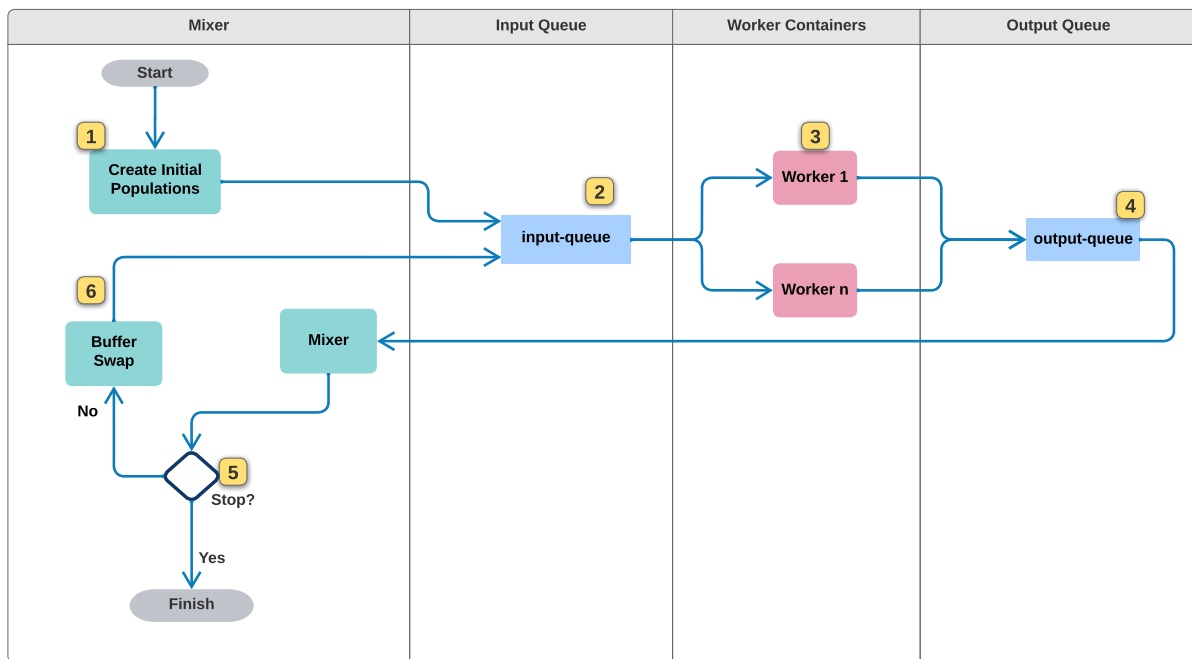 Mixer
Input Queue
Worker Containers
Output Queue
Start
1
Create Initial
Populations
2
input-queue
3
Worker 1
Worker n
4
output-queue
6
Buffer
Swap
Mixer
No
5
Stop?
Yes
Finish